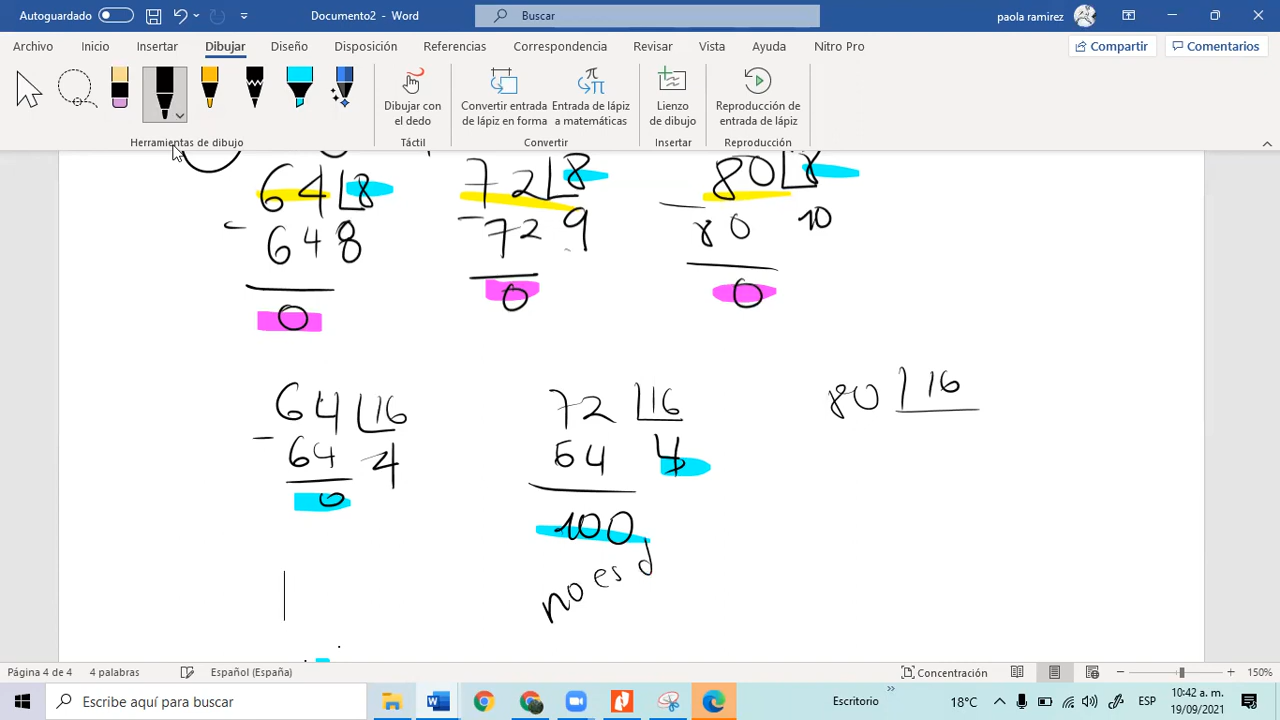 Autoguardado
Documento2 - Word
Buscar
paola ramirez
Archivo
Inicio
Insertar
Dibujar
Diseño
Disposición
Referencias
Correspondencia
Revisar
Vista
Ayuda
Nitro Pro
Compartir
Comentarios
Dibujar con el dedo
Convertir entrada de lápiz en forma
Entrada de lápiz a matemáticas
Lienzo de dibujo
Reproducción de entrada de lápiz
Herramientas de dibujo
Táctil
Convertir
Insertar
Reproducción
64 8
- 64 8
0
72 8
- 72 9
0
80 8
- 80 10
0
64 16
- 64 4
0
72 16
64 4
100
no es d
80 16
Página 4 de 4
4 palabras
Español (España)
Concentración
150%
Escribe aquí para buscar
Escritorio
18°C
ESP
10:42 a. m.
19/09/2021